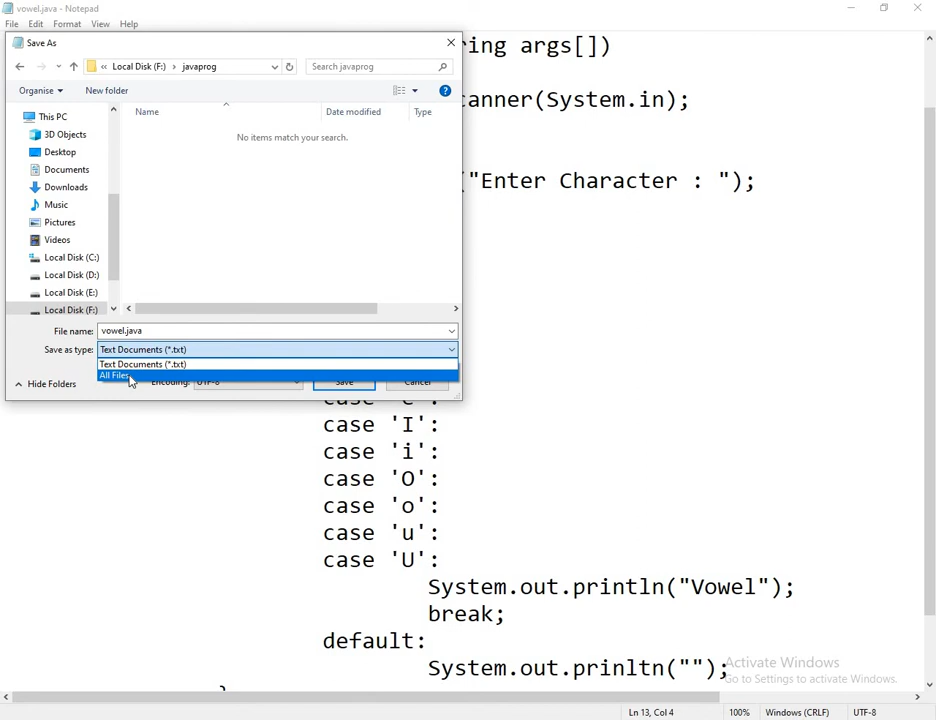 vowel.java - Notepad
File Edit Format View Help
Save As
« Local Disk (F:) › javaprog
Search javaprog
Organise New folder
Name Date modified Type
No items match your search.
This PC
3D Objects
Desktop
Documents
Downloads
Music
Pictures
Videos
Local Disk (C:)
Local Disk (D:)
Local Disk (E:)
Local Disk (F:)
File name: vowel.java
Save as type: Text Documents (*.txt)
Text Documents (*.txt)
All Files
Hide Folders Encoding: UTF-8 Save Cancel
ring args[])
canner(System.in);
("Enter Character : ");
case 'I':
case 'i':
case 'O':
case 'o':
case 'u':
case 'U':
System.out.println("Vowel");
break;
default:
System.out.prinltn("");
}
Activate Windows
Go to Settings to activate Windows.
Ln 13, Col 4 100% Windows (CRLF) UTF-8